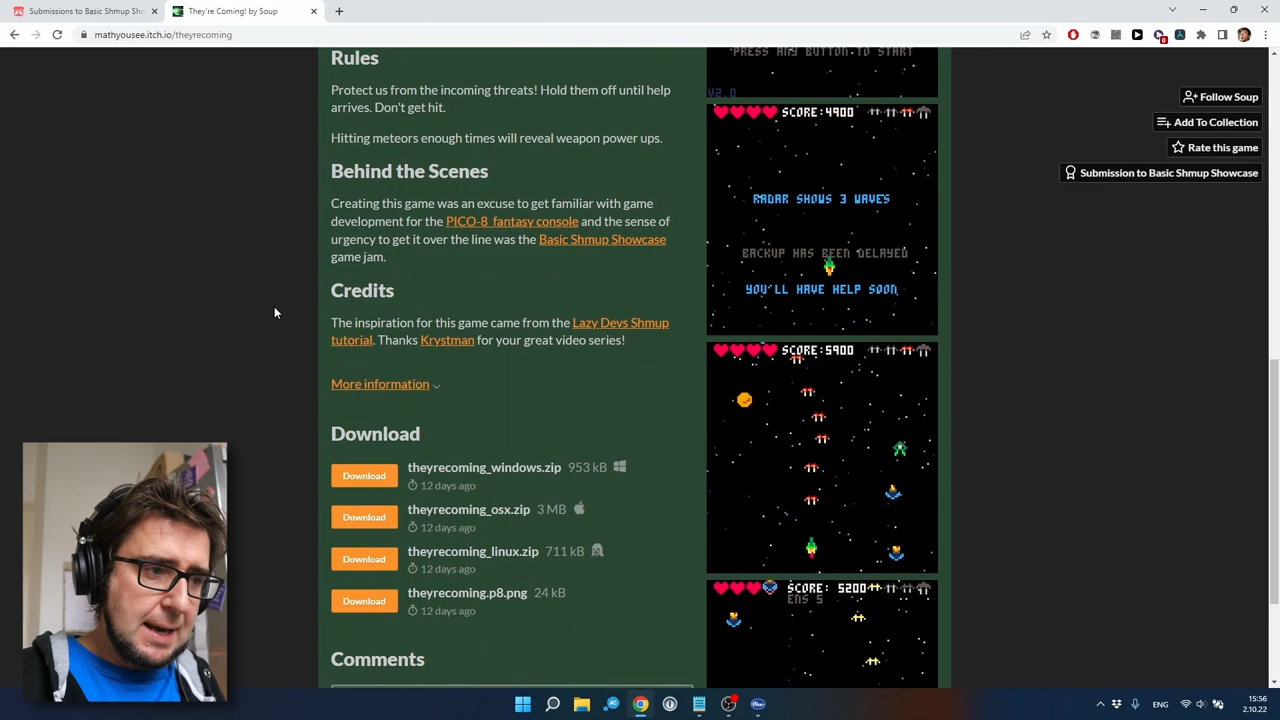 Submissions to Basic Shmup Sho
They're Coming! by Soup
mathyousee.itch.io/theyrecoming
0
Rules
Protect us from the incoming threats! Hold them off until help
arrives. Don't get hit.
Hitting meteors enough times will reveal weapon power ups.
Behind the Scenes
Creating this game was an excuse to get familiar with game
development for the PICO-8 fantasy console and the sense of
urgency to get it over the line was the Basic Shmup Showcase
game jam.
Credits
The inspiration for this game came from the Lazy Devs Shmup
tutorial. Thanks Krystman for your great video series!
More information
Download
Download theyrecoming_windows.zip 953 kB
12 days ago
Download theyrecoming_osx.zip 3 MB
12 days ago
Download theyrecoming_linux.zip 711 kB
12 days ago
Download theyrecoming.p8.png 24 kB
12 days ago
Comments
PRESS ANY BUTTON TO START
V2.0
SCORE:4900
RADAR SHOWS 3 WAVES
BACKUP HAS BEEN DELAYED
YOU'LL HAVE HELP SOON
SCORE:5900
SCORE: 5200
ENS 5
Follow Soup
Add To Collection
Rate this game
Submission to Basic Shmup Showcase
ENG
15:56
2.10.22